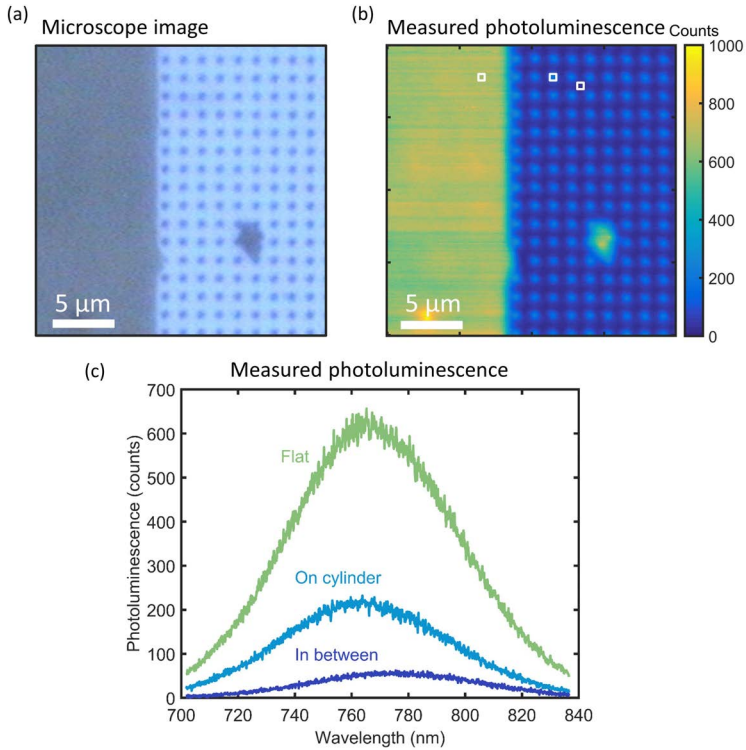 (a)
Microscope image
5 μm
(b)
Measured photoluminescence
Counts
1000
800
600
400
200
0
5 μm
(c)
Measured photoluminescence
Photoluminescence (counts)
700
600
500
400
300
200
100
0
Flat
On cylinder
In between
700 720 740 760 780 800 820 840
Wavelength (nm)